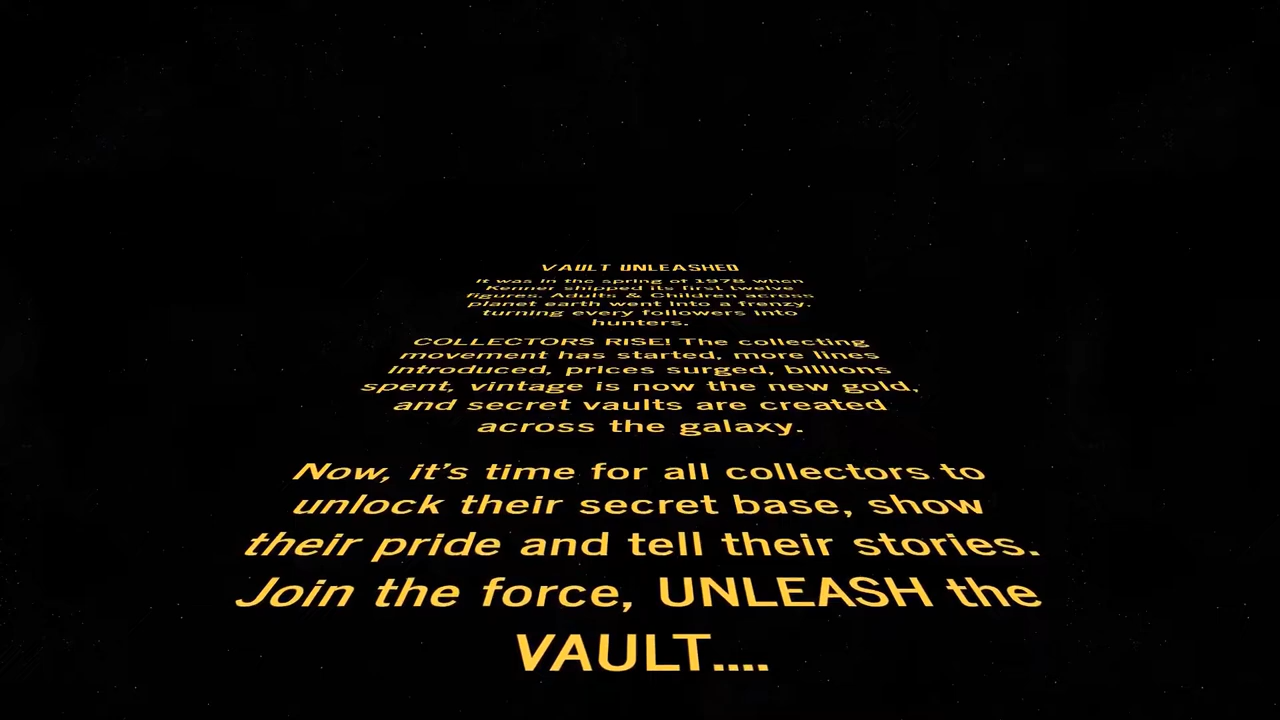 VAULT UNLEASHED
It was in the spring of 1978 when
Kenner shipped its first twelve
figures. Adults & Children across
planet earth went into a frenzy,
turning every followers into
hunters.
COLLECTORS RISE! The collecting
movement has started, more lines
introduced, prices surged, billions
spent, vintage is now the new gold,
and secret vaults are created
across the galaxy.
Now, it's time for all collectors to
unlock their secret base, show
their pride and tell their stories.
Join the force, UNLEASH the
VAULT....